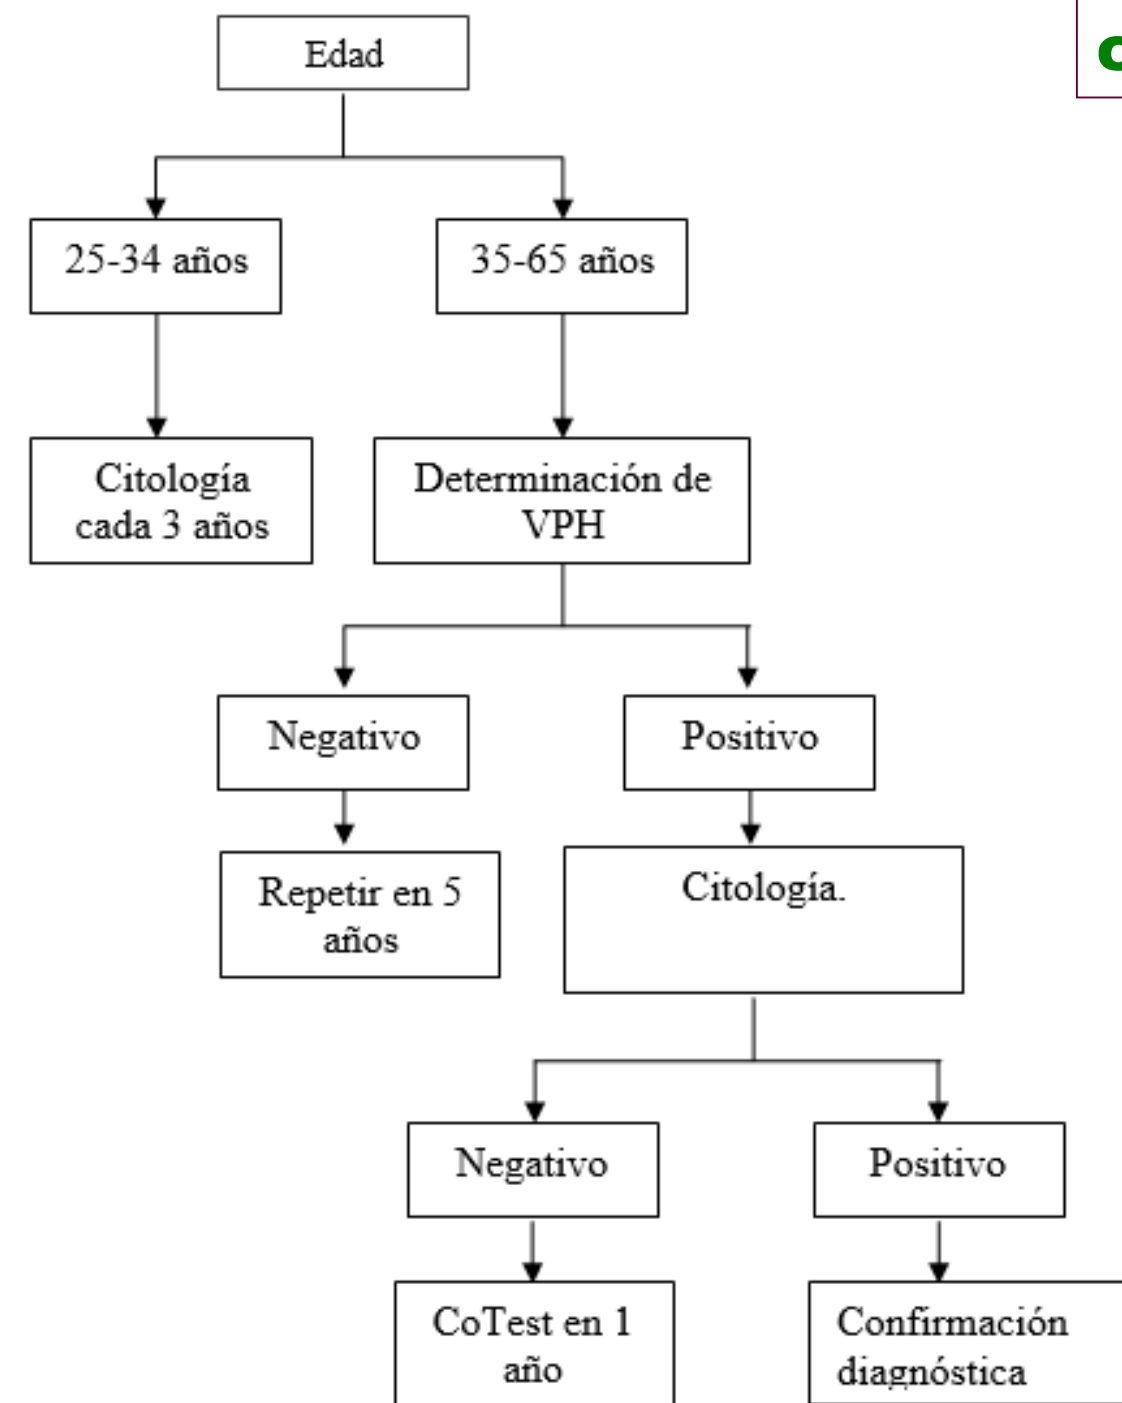 Edad
25-34 años
35-65 años
Citología
cada 3 años
Determinación de
VPH
Negativo
Positivo
Repetir en 5
años
Citología.
Negativo
Positivo
CoTest en 1
año
Confirmación
diagnóstica